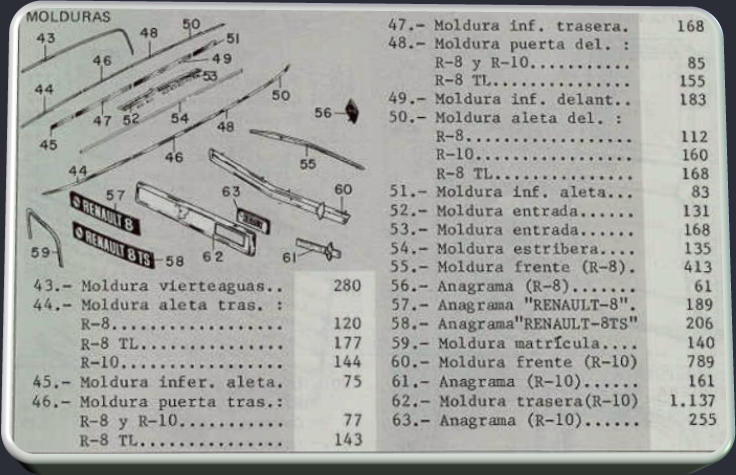 MOLDURAS
50
51
43
48
49
46
53
50
44
52
47
54
48
56
45
46
55
44
57
63
60
RENAULT 8
RENAULT 8TS
59
58
62
61
43.- Moldura vierteaguas.. 280
44.- Moldura aleta tras. :
R-8................. 120
R-8 TL.............. 177
R-10................ 144
45.- Moldura infer. aleta. 75
46.- Moldura puerta tras.:
R-8 y R-10.......... 77
R-8 TL.............. 143
47.- Moldura inf. trasera. 168
48.- Moldura puerta del. :
R-8 y R-10.......... 85
R-8 TL.............. 155
49.- Moldura inf. delant.. 183
50.- Moldura aleta del. :
R-8................. 112
R-10................ 160
R-8 TL.............. 168
51.- Moldura inf. aleta... 83
52.- Moldura entrada...... 131
53.- Moldura entrada...... 168
54.- Moldura estribera.... 135
55.- Moldura frente (R-8). 413
56.- Anagrama (R-8)....... 61
57.- Anagrama "RENAULT-8". 189
58.- Anagrama"RENAULT-8TS" 206
59.- Moldura matrícula.... 140
60.- Moldura frente (R-10) 789
61.- Anagrama (R-10)...... 161
62.- Moldura trasera(R-10) 1.137
63.- Anagrama (R-10)...... 255